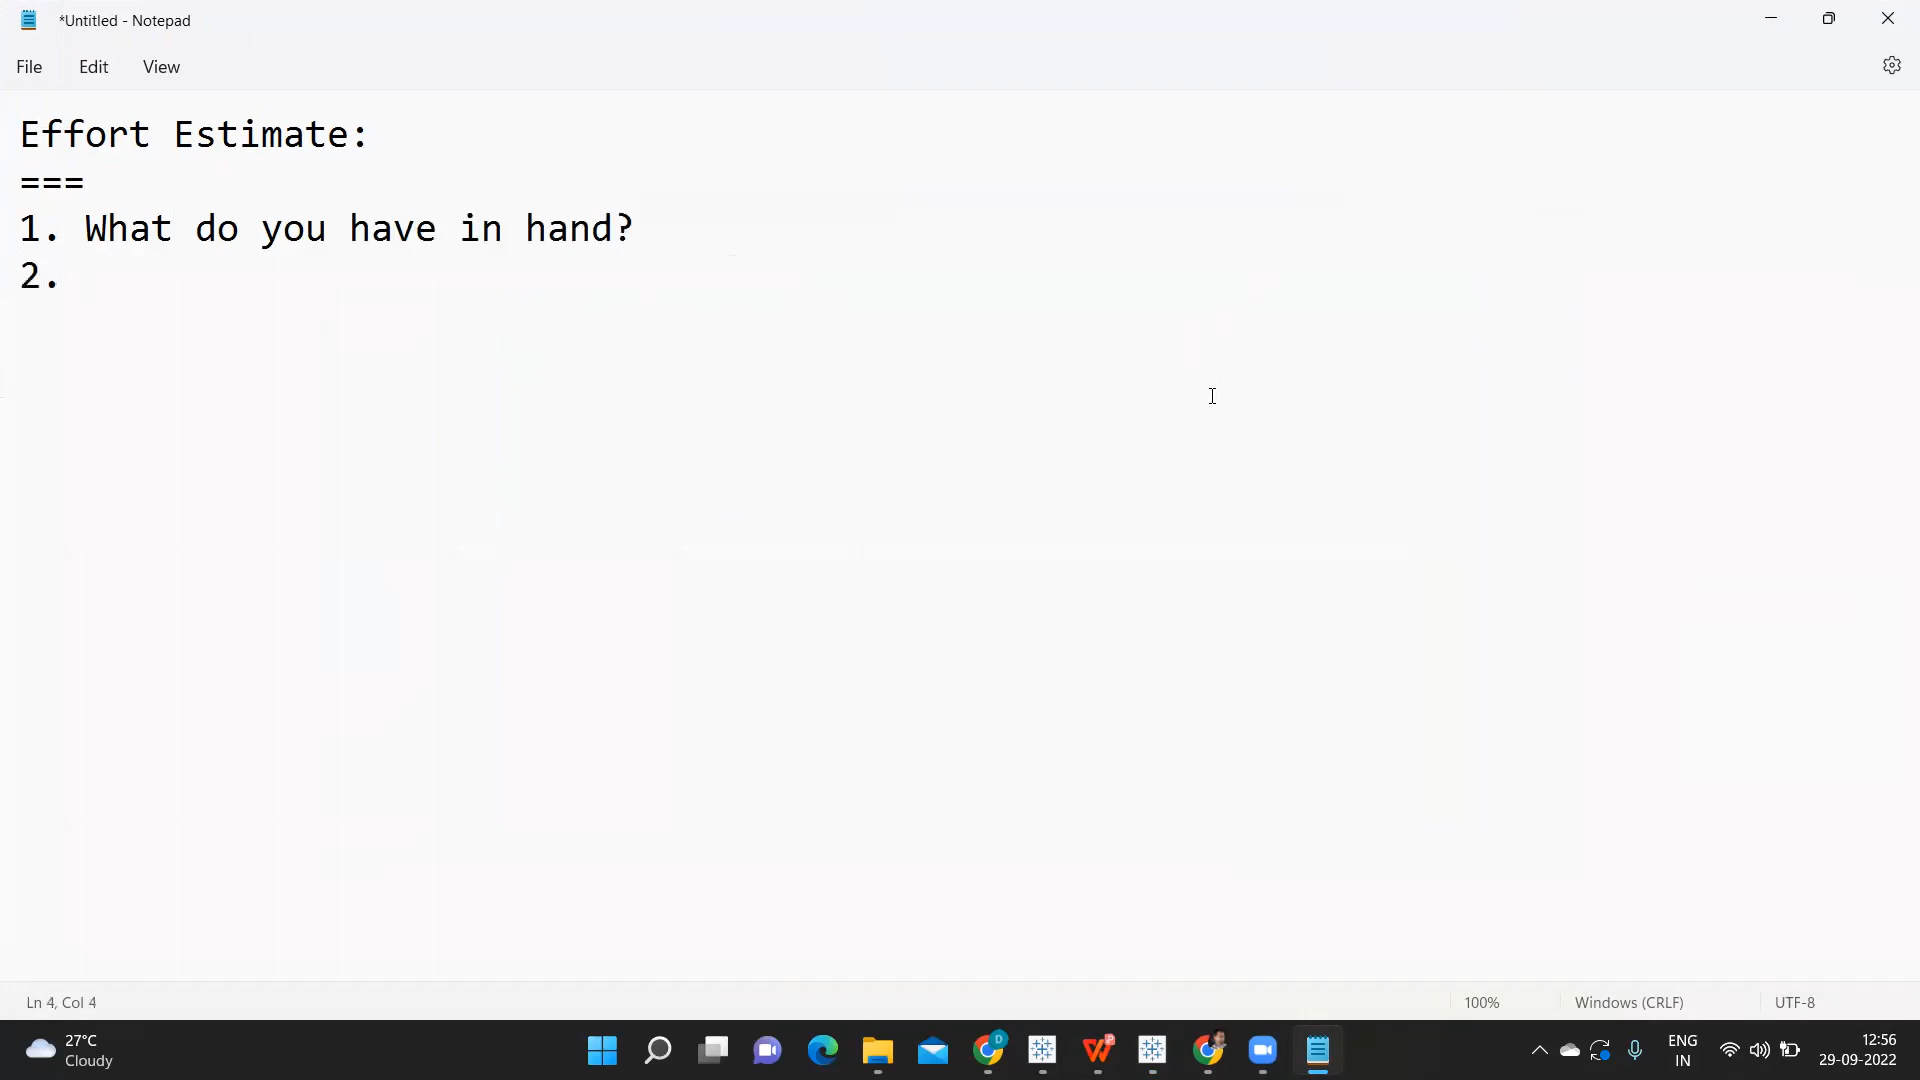 *Untitled - Notepad
File Edit View
Effort Estimate:
===
1. What do you have in hand?
2.
Ln 4, Col 4 100% Windows (CRLF) UTF-8
27°C
Cloudy
D
P
ENG
IN
12:56
29-09-2022